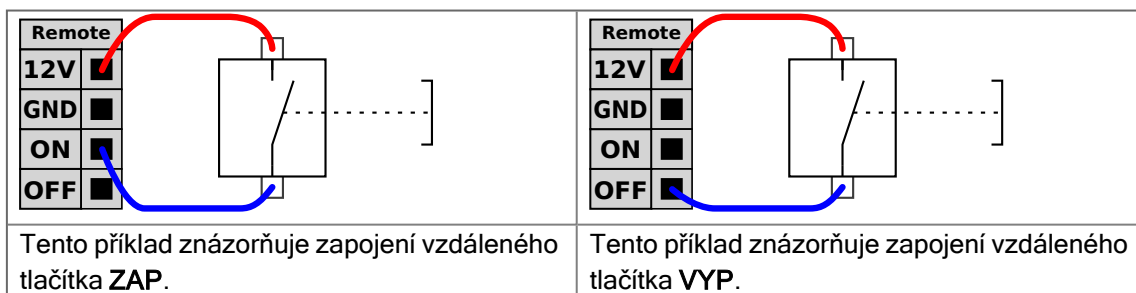 Remote
12V
GND
ON
OFF
Tento příklad znázorňuje zapojení vzdáleného
tlačítka ZAP.
Remote
12V
GND
ON
OFF
Tento příklad znázorňuje zapojení vzdáleného
tlačítka VYP.